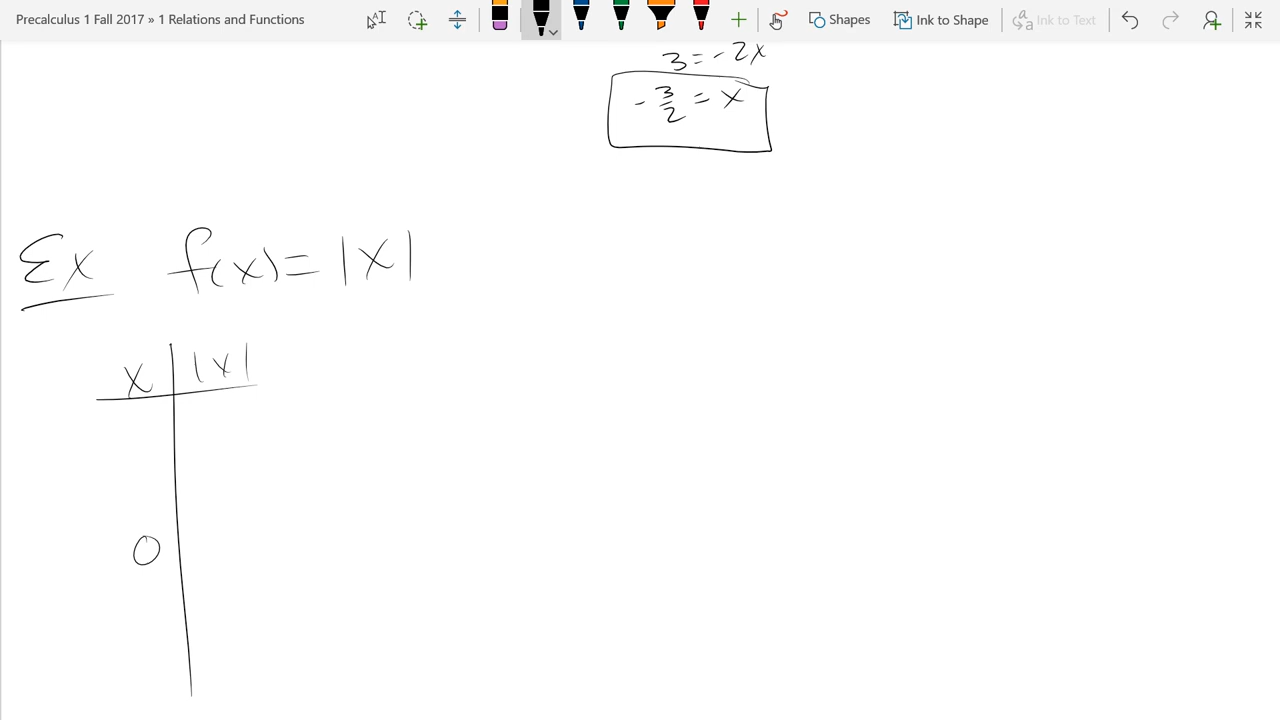 Precalculus 1 Fall 2017 » 1 Relations and Functions
Shapes
Ink to Shape
Ink to Text
3 = -2x
-3/2 = x
Ex f(x) = |x|
x |x|
0